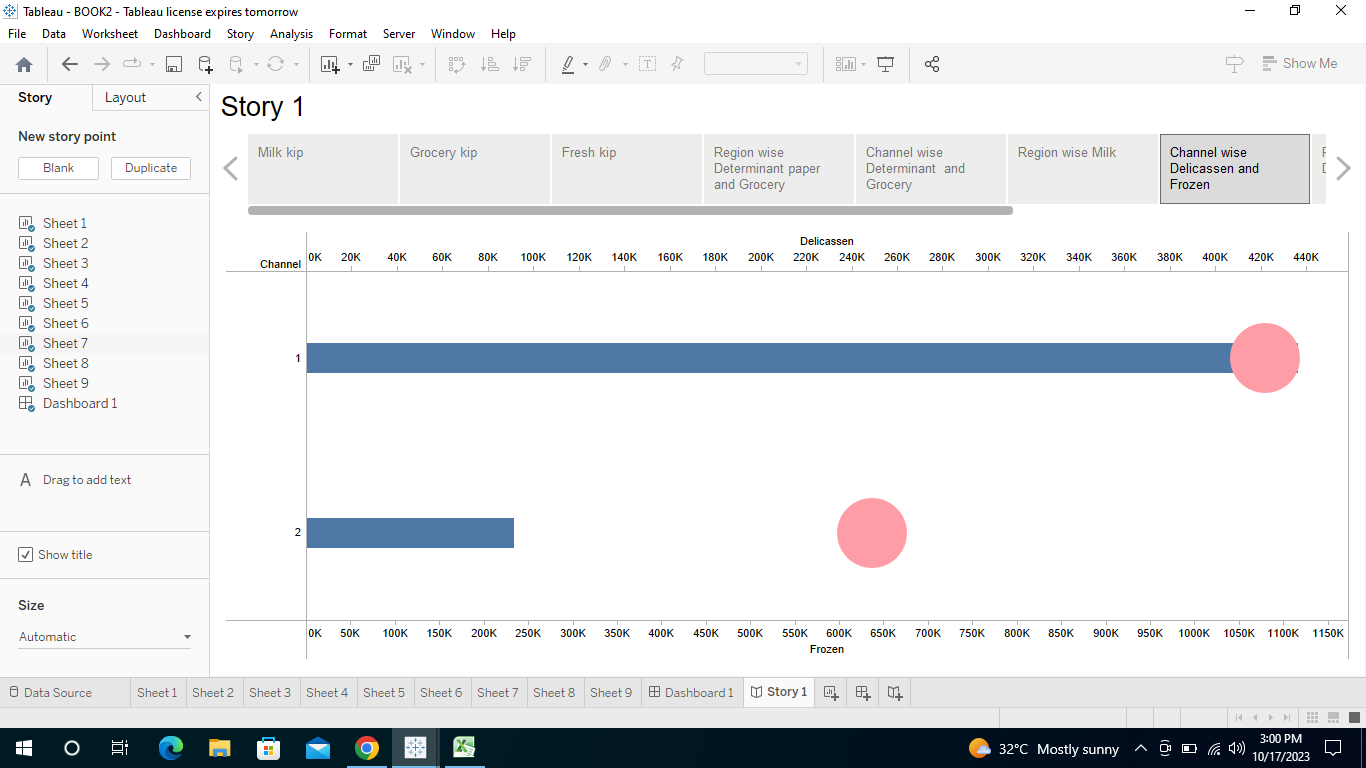 Tableau - BOOK2 - Tableau license expires tomorrow
File Data Worksheet Dashboard Story Analysis Format Server Window Help
Show Me
Story Layout
Story 1
New story point
Blank Duplicate
Milk kip
Grocery kip
Fresh kip
Region wise
Determinant paper
and Grocery
Channel wise
Determinant and
Grocery
Region wise Milk
Channel wise
Delicassen and
Frozen
Sheet 1
Sheet 2
Sheet 3
Sheet 4
Sheet 5
Sheet 6
Sheet 7
Sheet 8
Sheet 9
Dashboard 1
A Drag to add text
Show title
Size
Automatic
Delicassen
Channel
0K 20K 40K 60K 80K 100K 120K 140K 160K 180K 200K 220K 240K 260K 280K 300K 320K 340K 360K 380K 400K 420K 440K
1
2
0K 50K 100K 150K 200K 250K 300K 350K 400K 450K 500K 550K 600K 650K 700K 750K 800K 850K 900K 950K 1000K 1050K 1100K 1150K
Frozen
Data Source Sheet 1 Sheet 2 Sheet 3 Sheet 4 Sheet 5 Sheet 6 Sheet 7 Sheet 8 Sheet 9 Dashboard 1 Story 1
32°C Mostly sunny
3:00 PM
10/17/2023